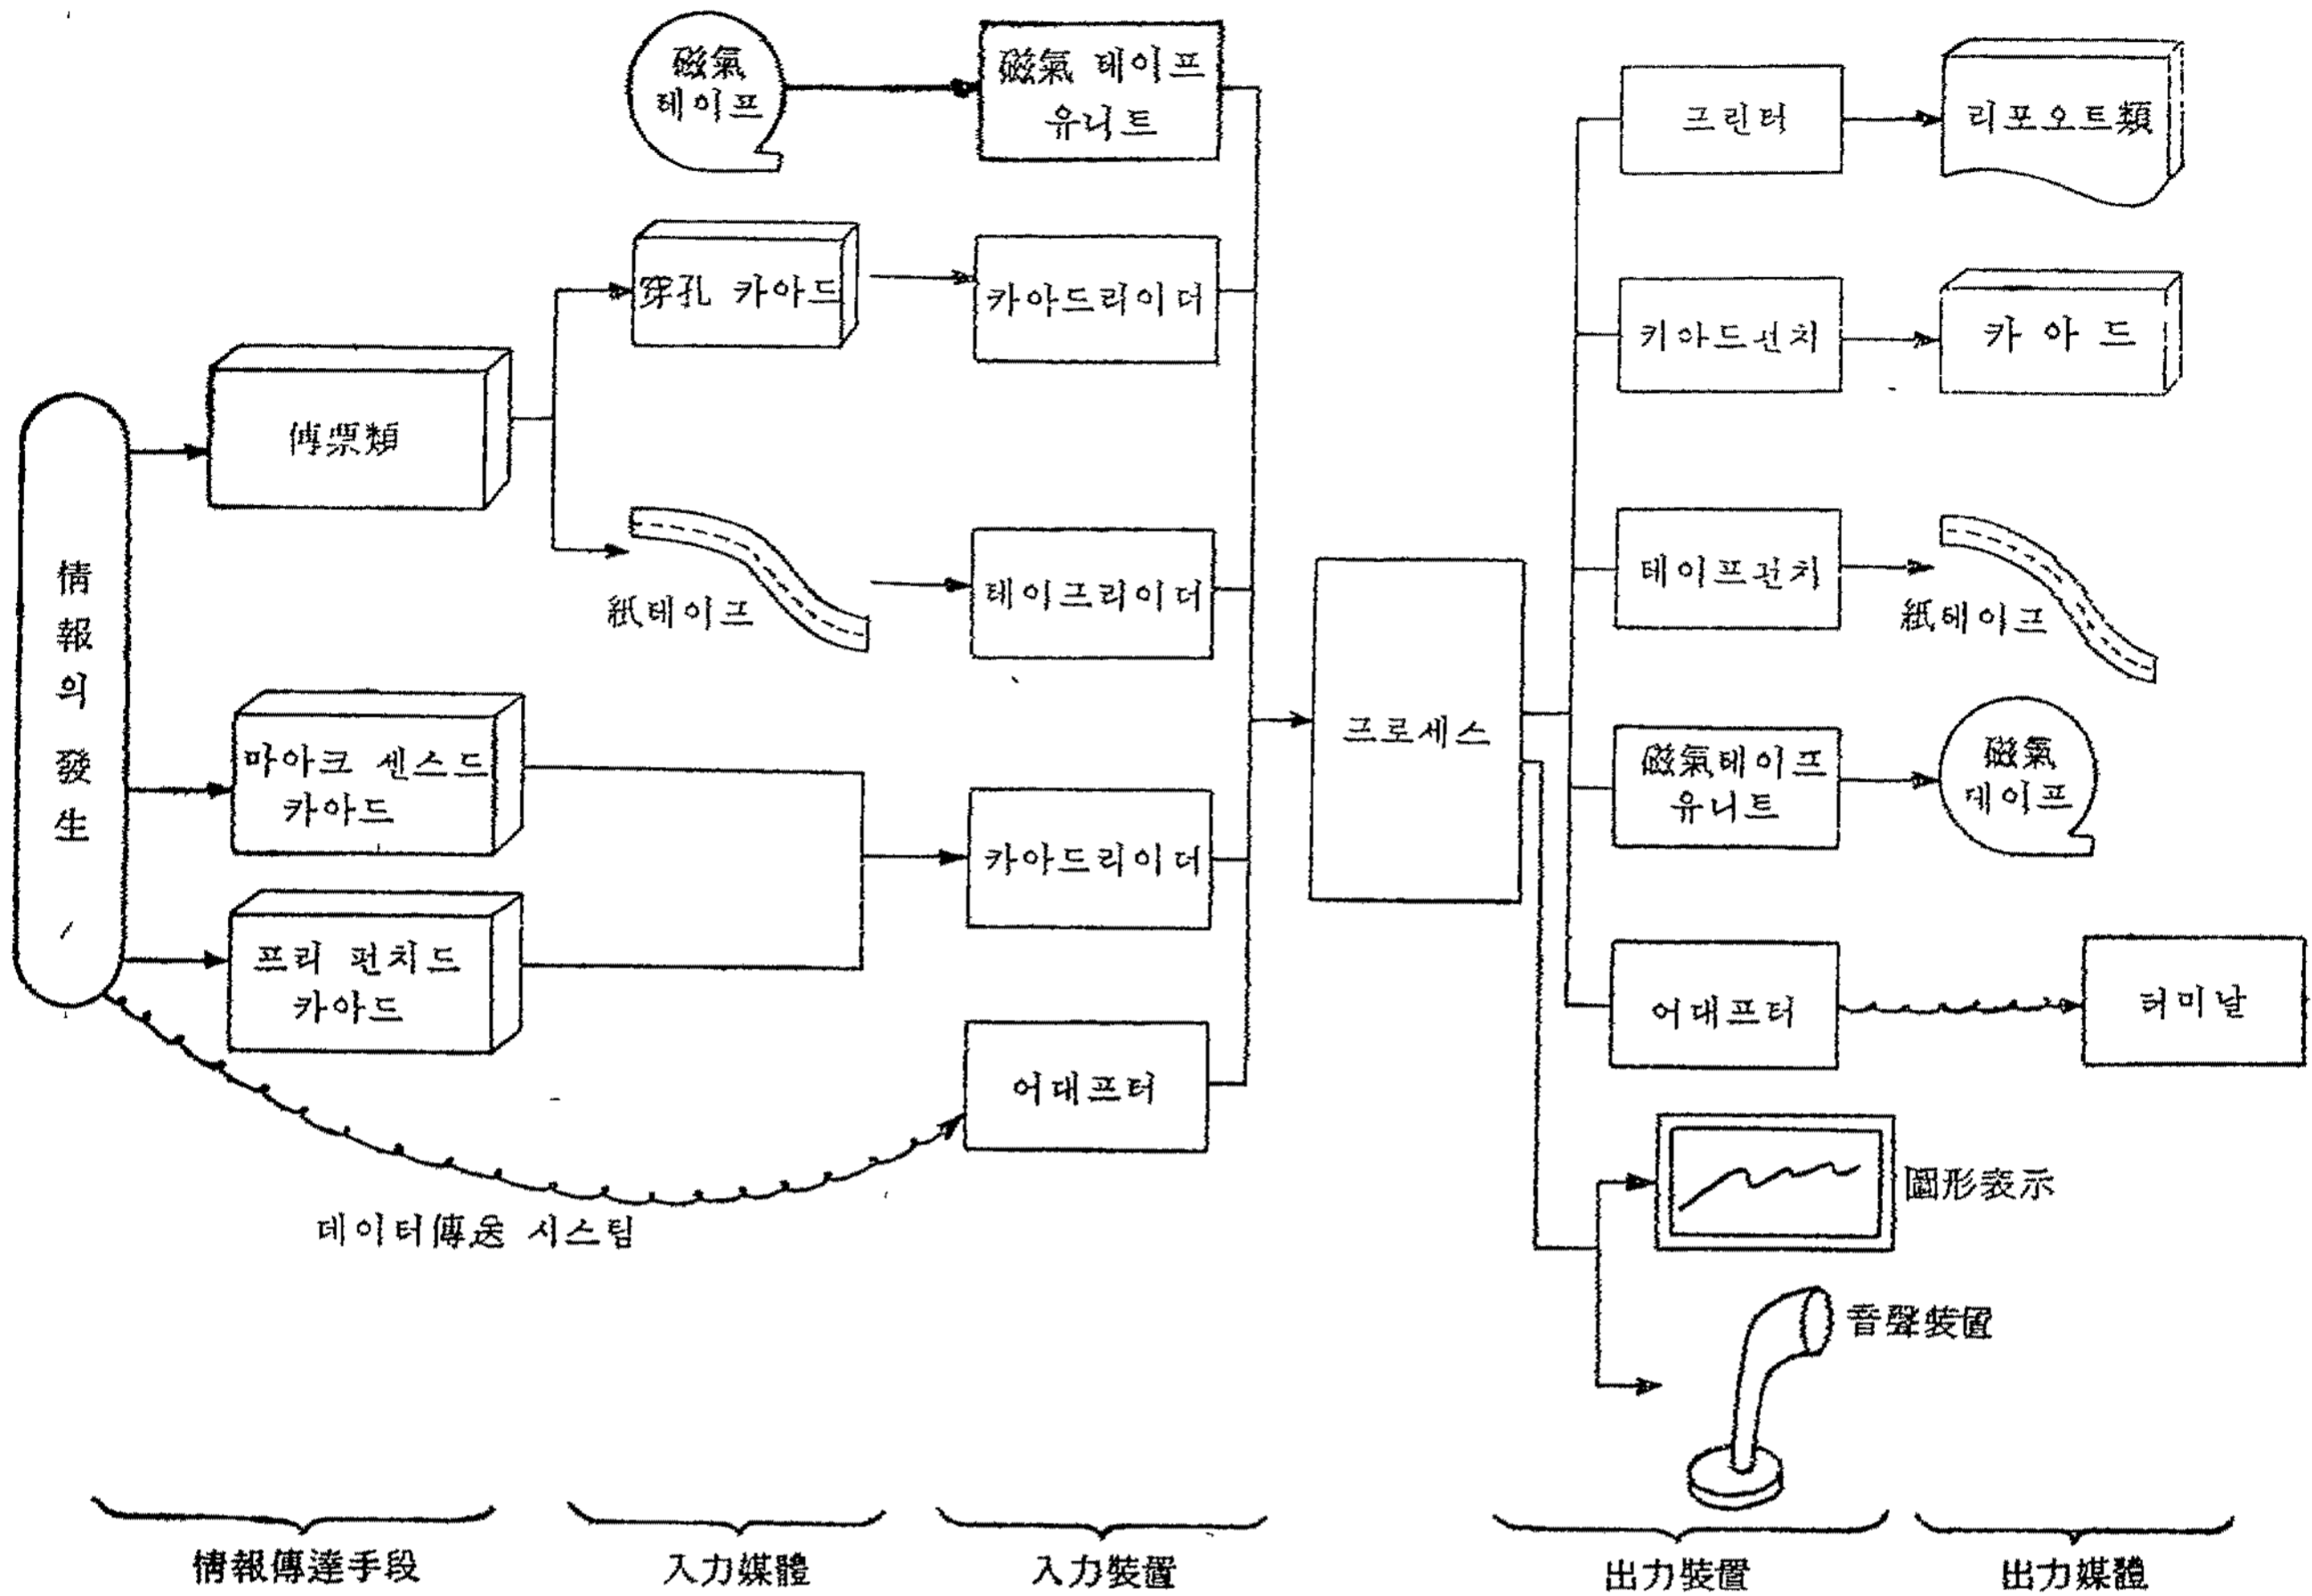 磁氣
테이프
磁氣 테이프
유니트
穿孔 카아드
카아드리이더
傳票類
紙테이프
테이프리이더
情報의 發生
마아크 센스드
카아드
카아드리이더
프리 펀치드
카아드
어대프터
데이터傳送 시스팀
프로세스
프린터
리포오트類
카아드펀치
카 아 드
테이프펀치
紙테이프
磁氣테이프
유니트
磁氣
테이프
어대프터
터미날
圖形表示
音聲裝置
情報傳達手段
入力媒體
入力裝置
出力裝置
出力媒體